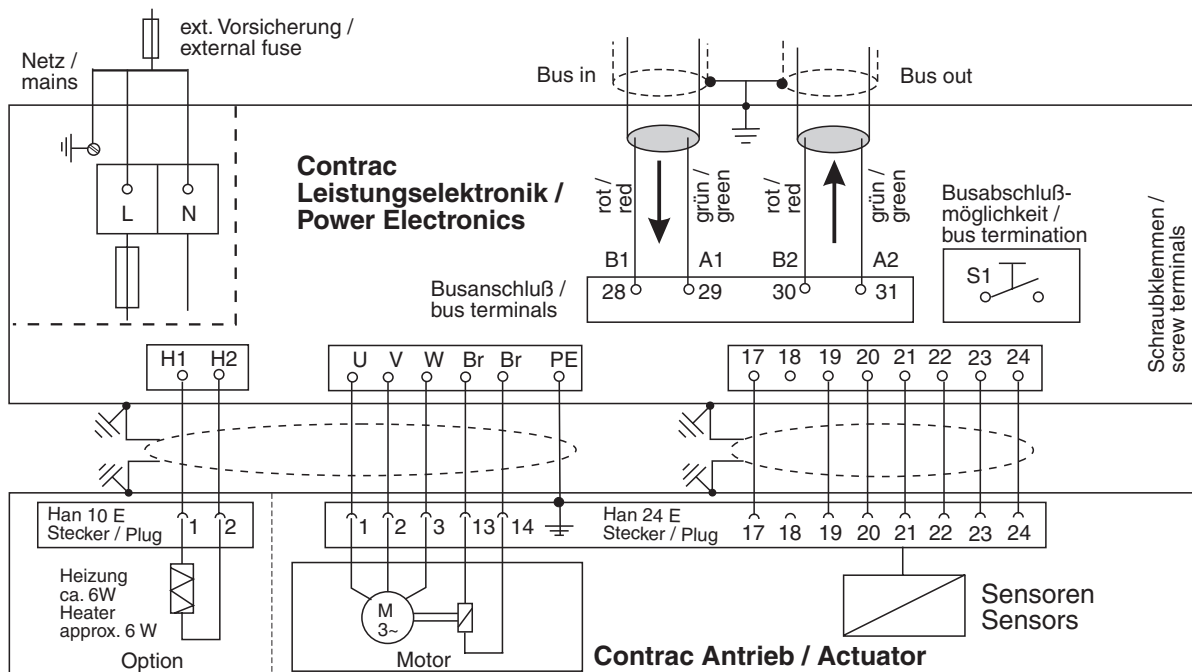 ext. Vorsicherung /
external fuse
Netz /
mains
Bus in
Bus out
Contrac
Leistungselektronik /
Power Electronics
rot /
red
grün /
green
rot /
red
grün /
green
Busabschluß-
möglichkeit /
bus termination
Schraubklemmen /
screw terminals
L N
B1 A1 B2 A2
S1
Busanschluß /
bus terminals
28 29 30 31
H1 H2
U V W Br Br PE
17 18 19 20 21 22 23 24
Han 10 E
Stecker / Plug
1 2
1 2 3 13 14
Han 24 E
Stecker / Plug
17 18 19 20 21 22 23 24
Heizung
ca. 6W
Heater
approx. 6 W
M
3~
Sensoren
Sensors
Option
Motor
Contrac Antrieb / Actuator